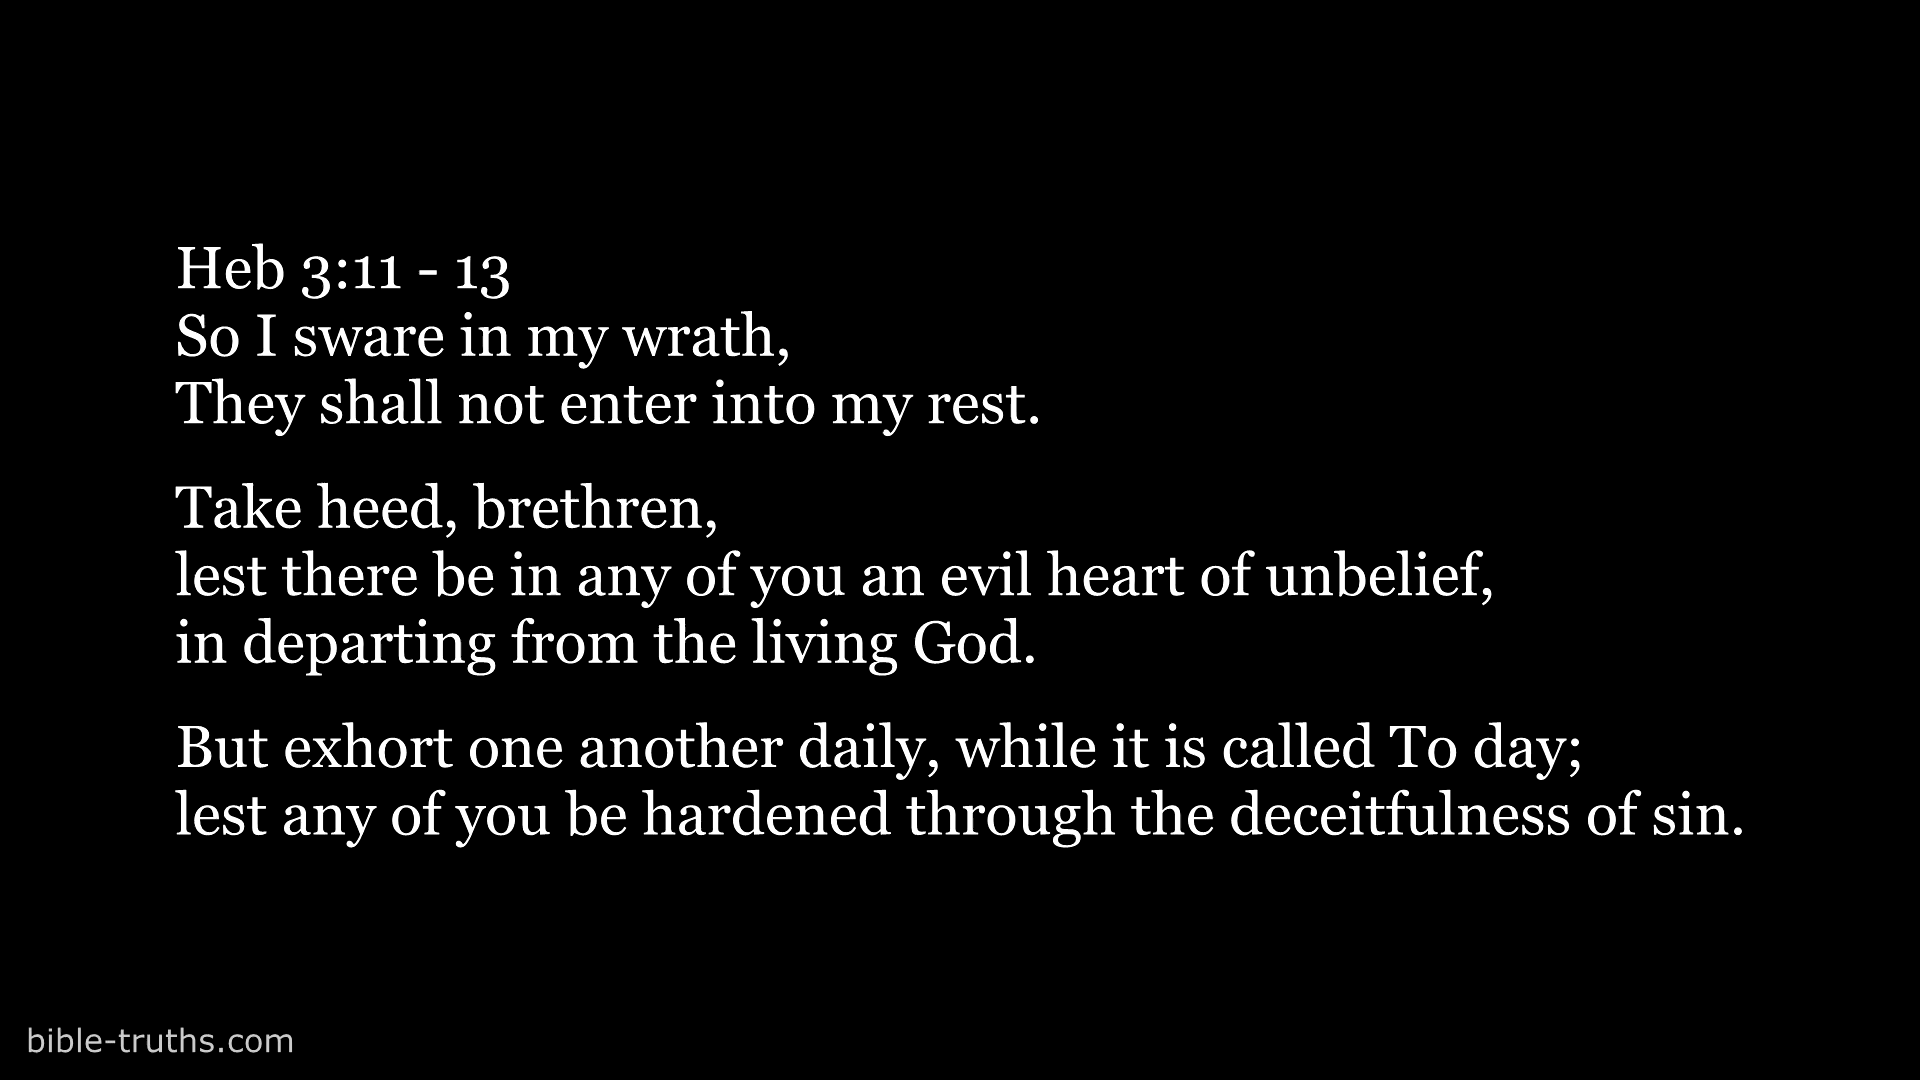 Heb 3:11 - 13
So I sware in my wrath,
They shall not enter into my rest.
Take heed, brethren,
lest there be in any of you an evil heart of unbelief,
in departing from the living God.
But exhort one another daily, while it is called To day;
lest any of you be hardened through the deceitfulness of sin.
bible-truths.com